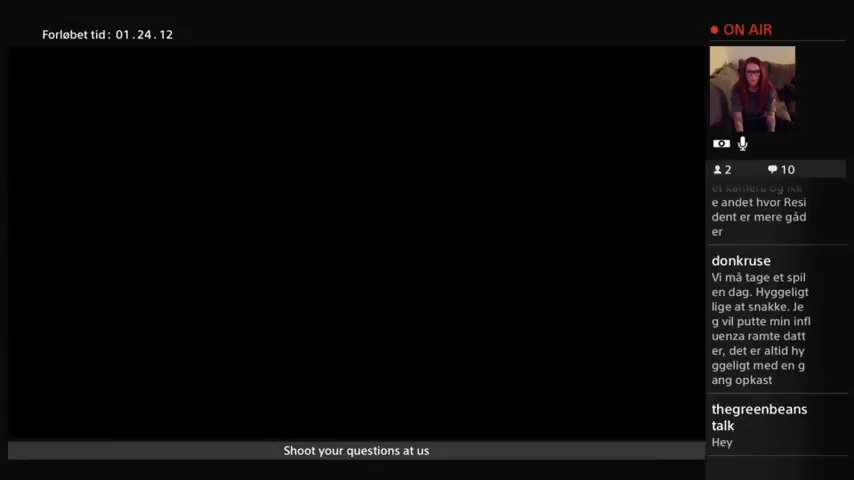 Forløbet tid: 01.24.12
ON AIR
2
10
et kamera og ikk
e andet hvor Resi
dent er mere gåd
er
donkruse
Vi må tage et spil
en dag. Hyggeligt
lige at snakke. Je
g vil putte min infl
uenza ramte datt
er, det er altid hy
ggeligt med en g
ang opkast
thegreenbeans
talk
Hey
Shoot your questions at us